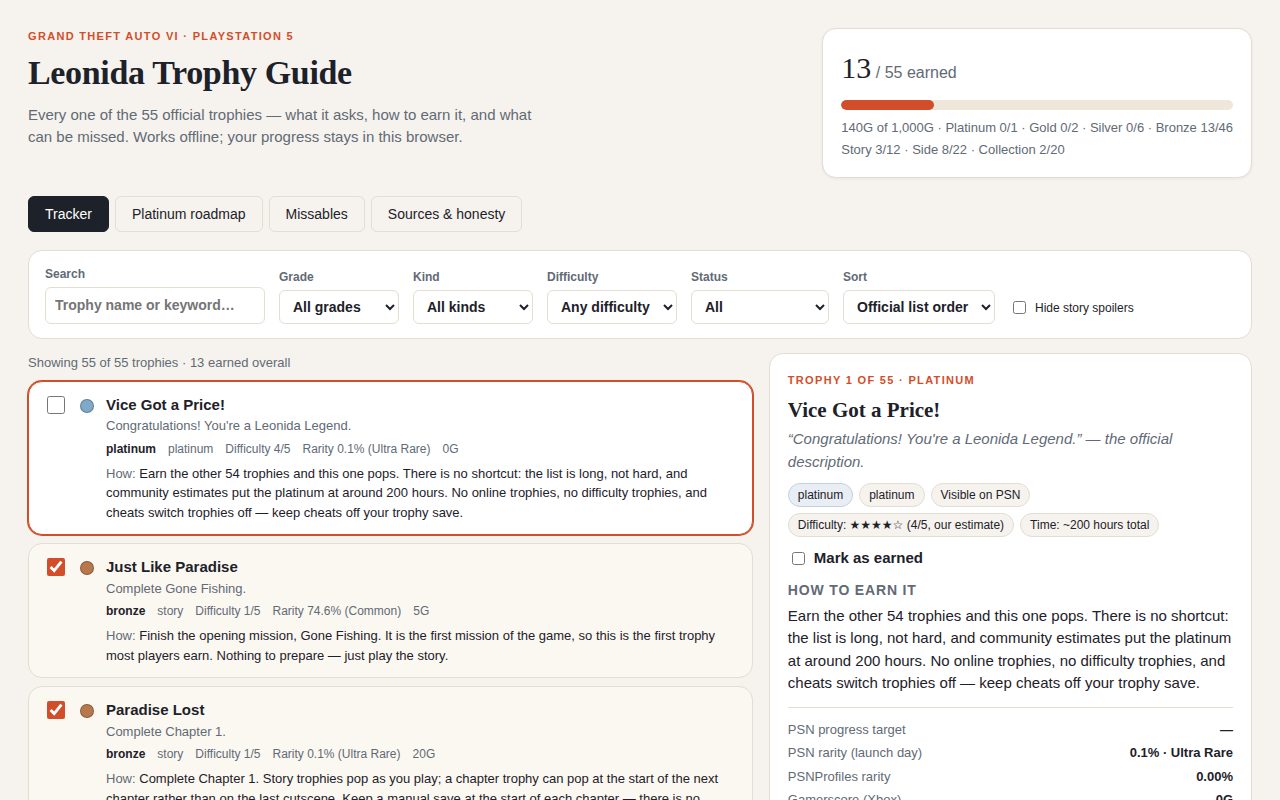 GRAND THEFT AUTO VI · PLAYSTATION 5
Leonida Trophy Guide
Every one of the 55 official trophies — what it asks, how to earn it, and what
can be missed. Works offline; your progress stays in this browser.
13 / 55 earned
140G of 1,000G · Platinum 0/1 · Gold 0/2 · Silver 0/6 · Bronze 13/46
Story 3/12 · Side 8/22 · Collection 2/20
Tracker
Platinum roadmap
Missables
Sources & honesty
Search
Trophy name or keyword…
Grade
All grades
Kind
All kinds
Difficulty
Any difficulty
Status
All
Sort
Official list order
Hide story spoilers
Showing 55 of 55 trophies · 13 earned overall
Vice Got a Price!
Congratulations! You're a Leonida Legend.
platinum platinum Difficulty 4/5 Rarity 0.1% (Ultra Rare) 0G
How: Earn the other 54 trophies and this one pops. There is no shortcut: the list is long, not hard, and
community estimates put the platinum at around 200 hours. No online trophies, no difficulty trophies, and
cheats switch trophies off — keep cheats off your trophy save.
Just Like Paradise
Complete Gone Fishing.
bronze story Difficulty 1/5 Rarity 74.6% (Common) 5G
How: Finish the opening mission, Gone Fishing. It is the first mission of the game, so this is the first trophy
most players earn. Nothing to prepare — just play the story.
Paradise Lost
Complete Chapter 1.
bronze story Difficulty 1/5 Rarity 0.1% (Ultra Rare) 20G
How: Complete Chapter 1. Story trophies pop as you play; a chapter trophy can pop at the start of the next
chapter rather than on the last cutscene. Keep a manual save at the start of each chapter — there is no
TROPHY 1 OF 55 · PLATINUM
Vice Got a Price!
“Congratulations! You're a Leonida Legend.” — the official
description.
platinum
platinum
Visible on PSN
Difficulty: ★★★★☆ (4/5, our estimate)
Time: ~200 hours total
Mark as earned
HOW TO EARN IT
Earn the other 54 trophies and this one pops. There is no shortcut:
the list is long, not hard, and community estimates put the platinum
at around 200 hours. No online trophies, no difficulty trophies, and
cheats switch trophies off — keep cheats off your trophy save.
PSN progress target —
PSN rarity (launch day) 0.1% · Ultra Rare
PSNProfiles rarity 0.00%
Gamerscore (Xbox) 0G